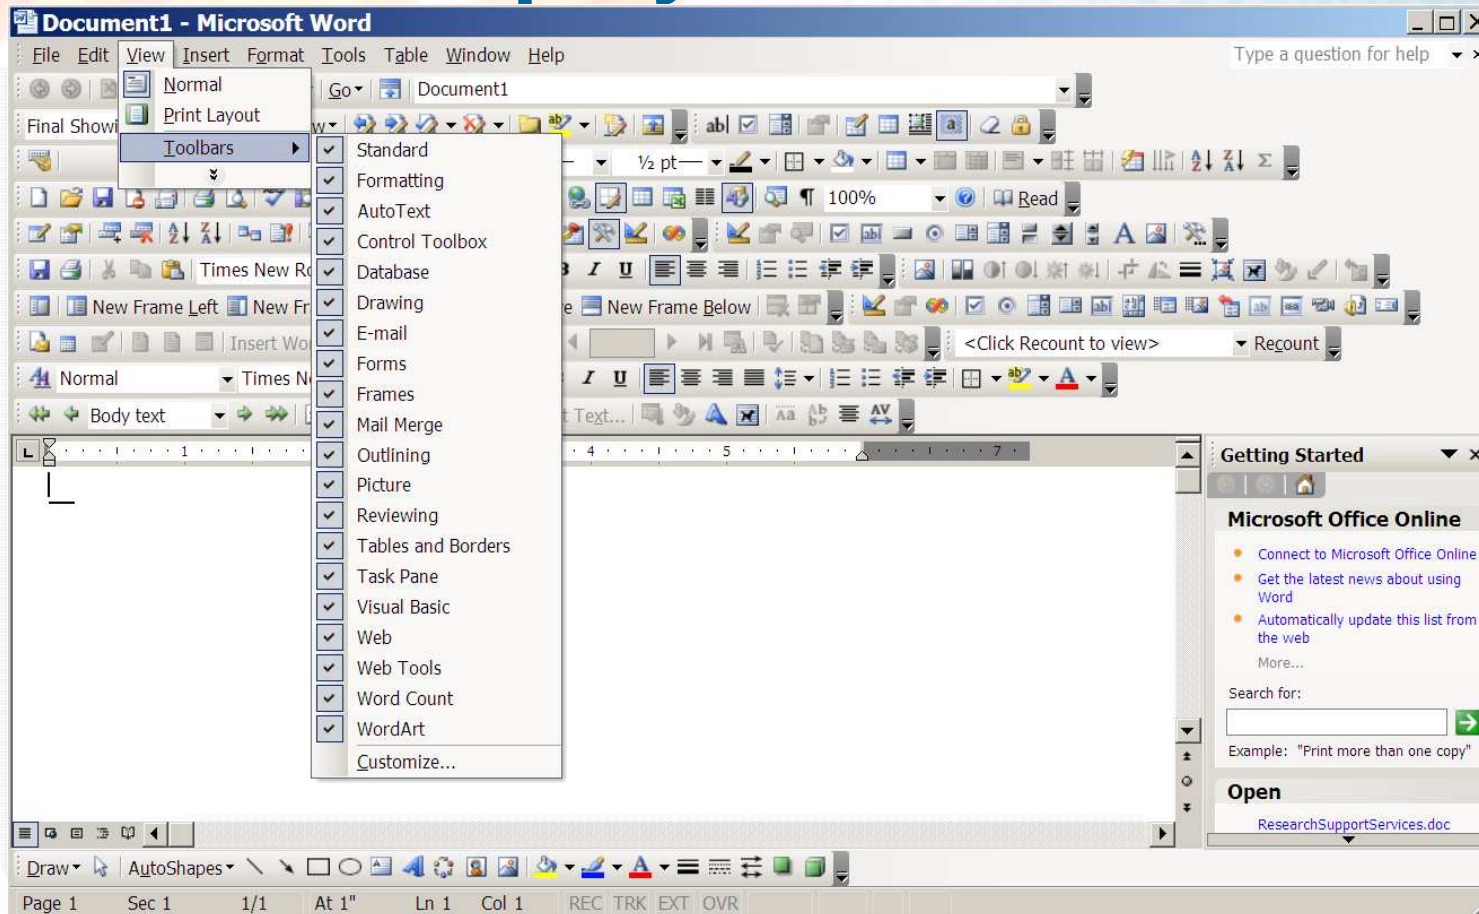 Document1 - Microsoft Word
File Edit View Insert Format Tools Table Window Help
Type a question for help
Normal
Print Layout
Toolbars
Go
Document1
Final Showi
½ pt
100%
Read
Times New Ro
New Frame Left New Fr
New Frame Below
Insert Wo
<Click Recount to view>
Recount
Normal
Times N
Body text
t Text...
Standard
Formatting
AutoText
Control Toolbox
Database
Drawing
E-mail
Forms
Frames
Mail Merge
Outlining
Picture
Reviewing
Tables and Borders
Task Pane
Visual Basic
Web
Web Tools
Word Count
WordArt
Customize...
1 4 5 7
Getting Started
Microsoft Office Online
Connect to Microsoft Office Online
Get the latest news about using
Word
Automatically update this list from
the web
More...
Search for:
Example: "Print more than one copy"
Open
ResearchSupportServices.doc
Draw AutoShapes
Page 1 Sec 1 1/1 At 1" Ln 1 Col 1 REC TRK EXT OVR